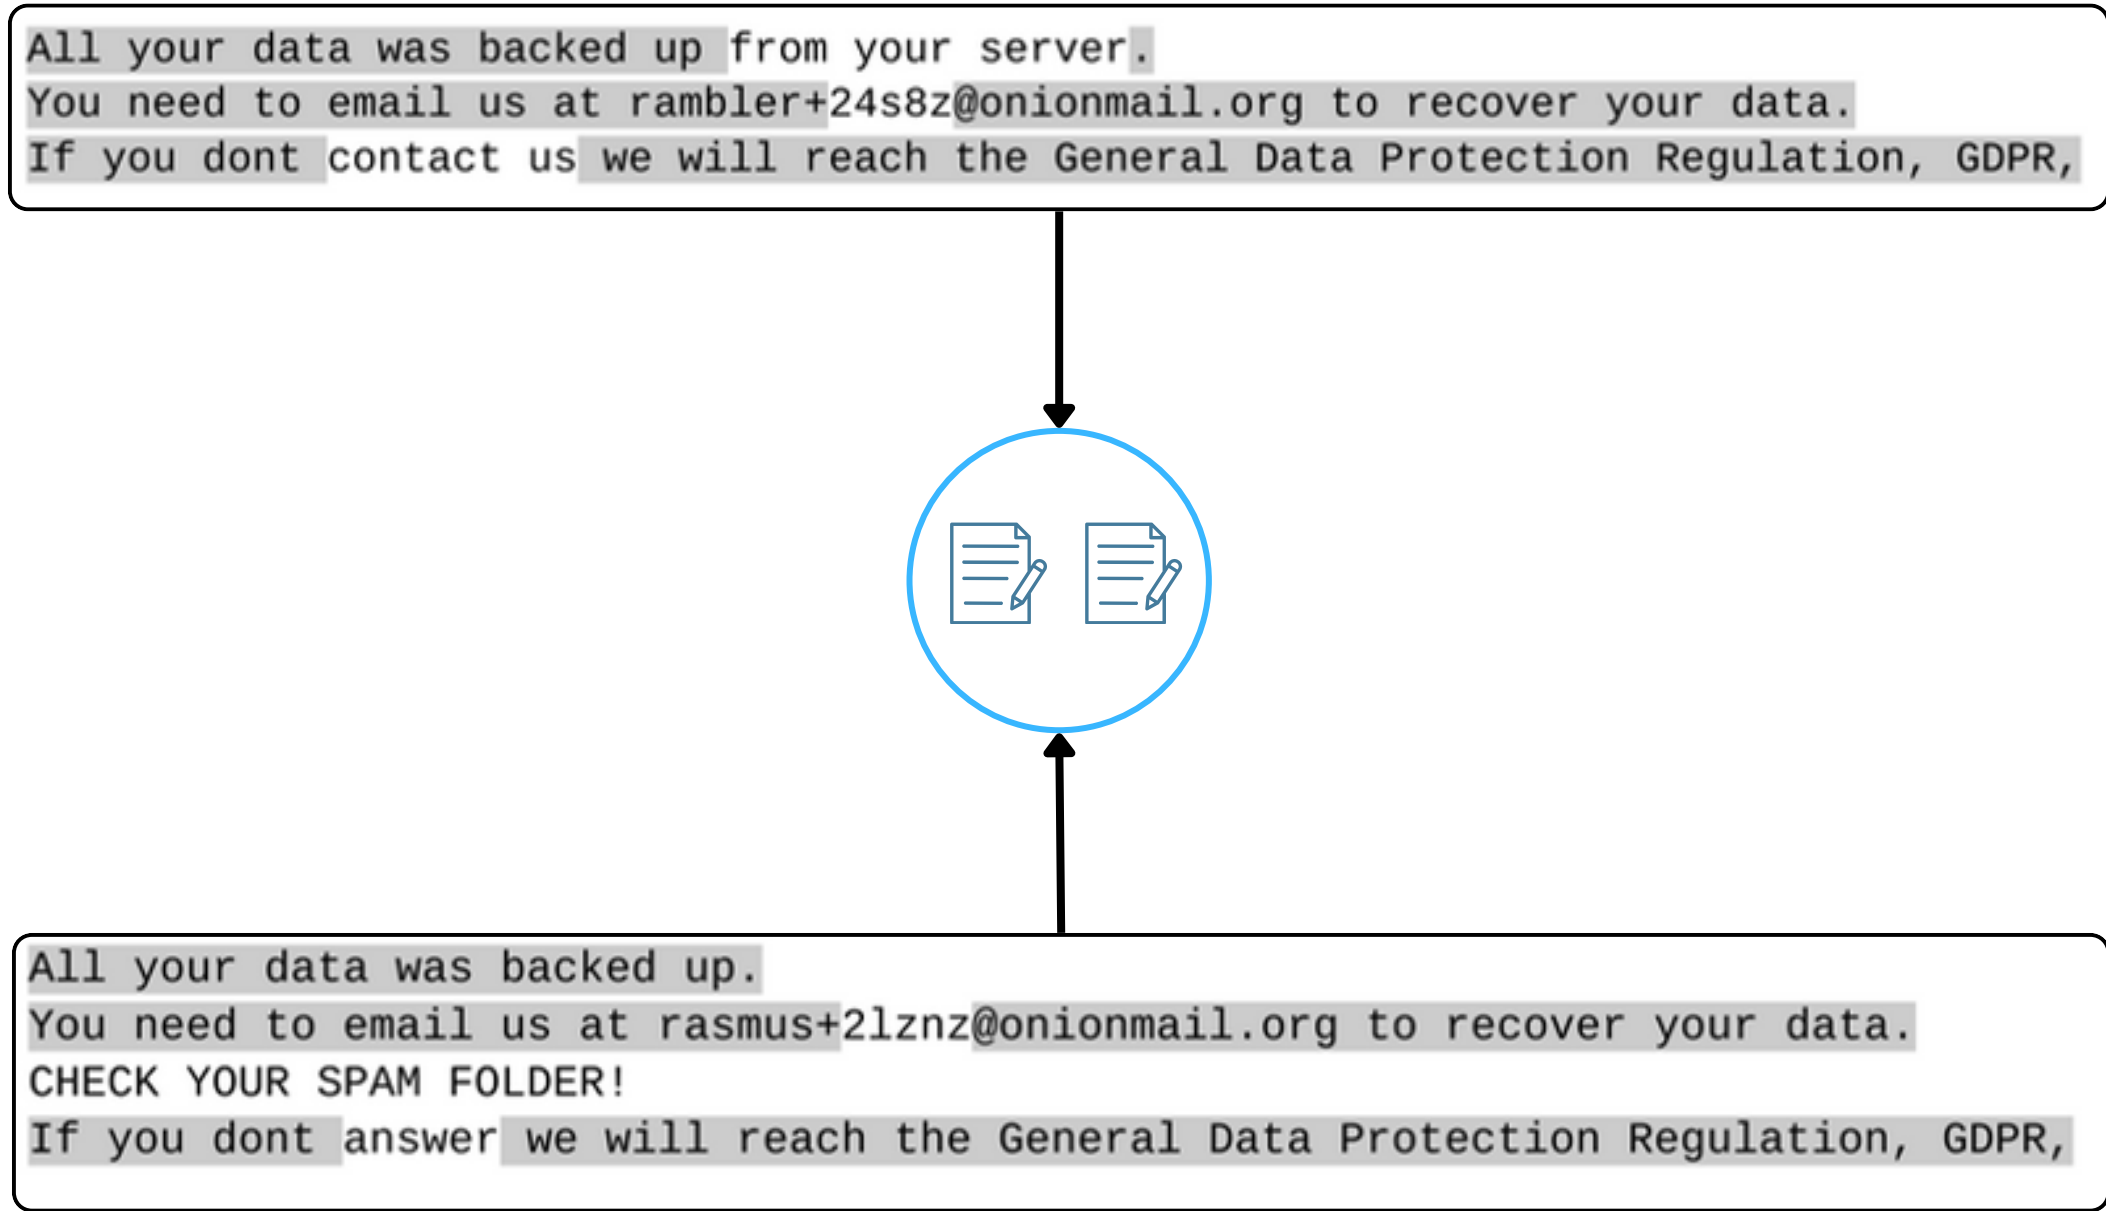 All your data was backed up from your server.
You need to email us at rambler+24s8z@onionmail.org to recover your data.
If you dont contact us we will reach the General Data Protection Regulation, GDPR,
All your data was backed up.
You need to email us at rasmus+2lznz@onionmail.org to recover your data.
CHECK YOUR SPAM FOLDER!
If you dont answer we will reach the General Data Protection Regulation, GDPR,